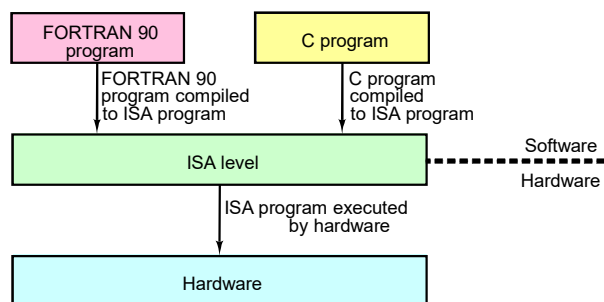 FORTRAN 90
program
C program
FORTRAN 90
program compiled
to ISA program
C program
compiled
to ISA program
Software
ISA level
Hardware
ISA program executed
by hardware
Hardware